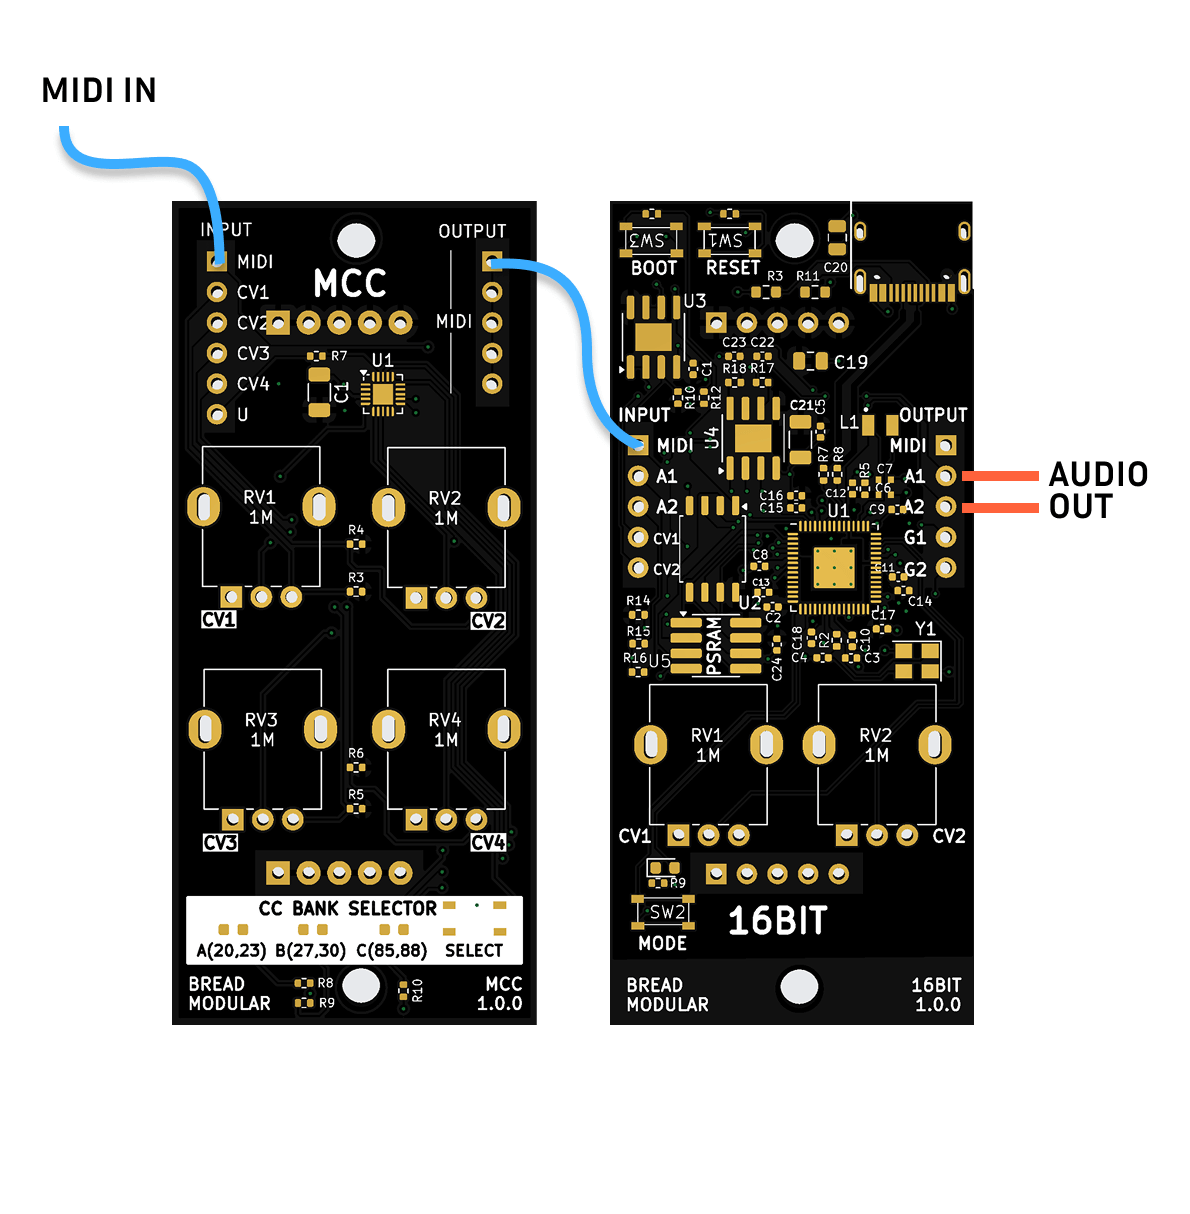 MIDI IN
INPUT
OUTPUT
MIDI
MCC
CV1
CV2
MIDI
CV3
CV4
U
R7
U1
C1
RV1
1M
RV2
1M
R4
R3
CV1
CV2
RV3
1M
RV4
1M
R6
R5
CV3
CV4
CC BANK SELECTOR
A(20,23) B(27,30) C(85,88) SELECT
BREAD
MODULAR
R8
R9
R10
MCC
1.0.0
SW3
BOOT
SW1
RESET
C20
R3
R11
U3
C23
C22
C19
C1
R18
R17
R10
R12
INPUT
OUTPUT
U4
C21
C5
L1
MIDI
MIDI
A1
A1
AUDIO
A2
A2
OUT
CV1
G1
CV2
G2
R7
R8
R5
C7
C6
C12
C9
C16
C15
U1
C8
C11
C13
C14
U2
C2
R14
R15
R16
U5
PSRAM
C24
C18
C4
R2
C10
C3
C17
Y1
RV1
1M
RV2
1M
CV1
CV2
R9
SW2
MODE
16BIT
BREAD
MODULAR
16BIT
1.0.0